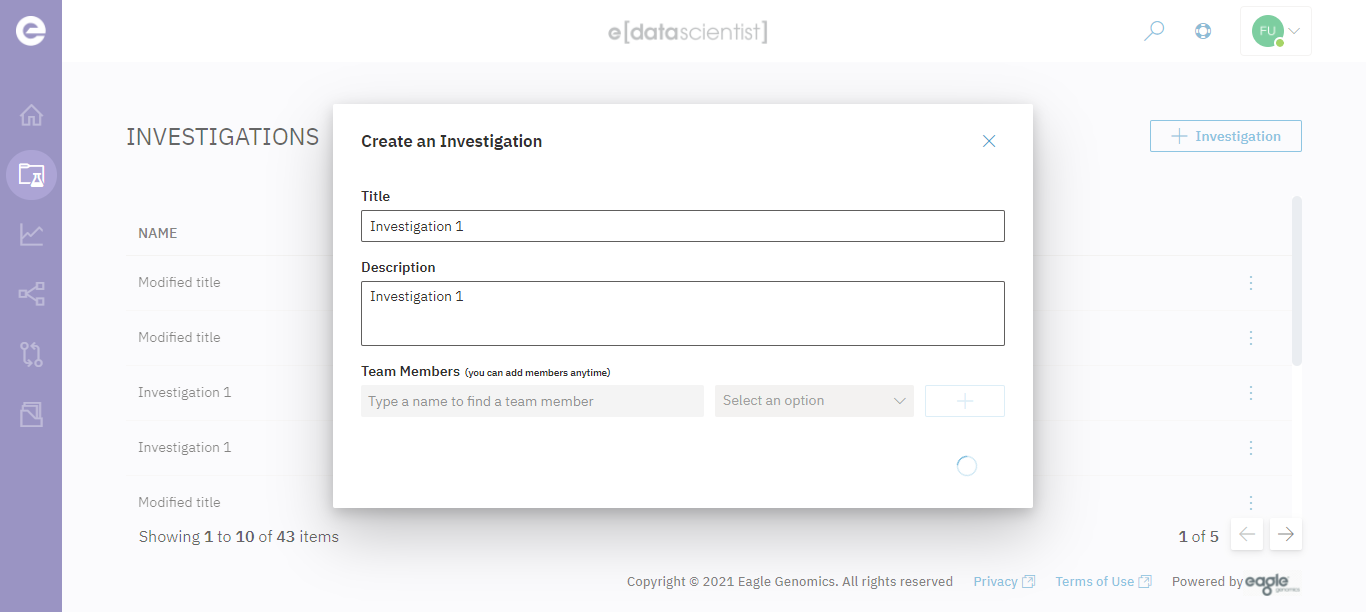 e[datascientist]
FU
INVESTIGATIONS
Investigation
NAME
Modified title
Modified title
Investigation 1
Investigation 1
Modified title
Create an Investigation
Title
Investigation 1
Description
Investigation 1
Team Members (you can add members anytime)
Type a name to find a team member
Select an option
Showing 1 to 10 of 43 items
1 of 5
Copyright © 2021 Eagle Genomics. All rights reserved Privacy Terms of Use Powered by eagle genomics